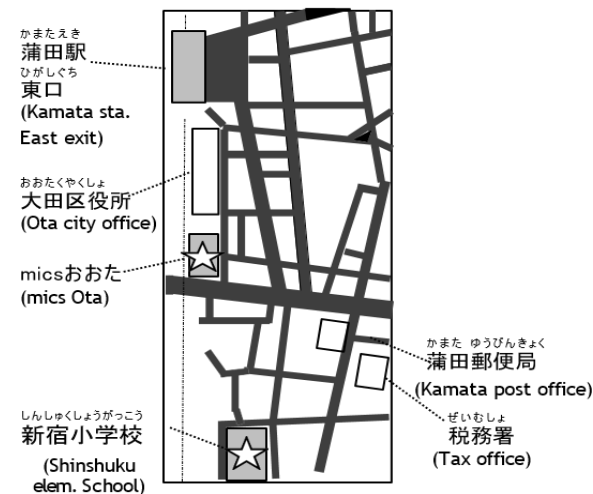 かまたえき
蒲田駅
ひがしぐち
東口
(Kamata sta.
East exit)
おおたくやくしょ
大田区役所
(Ota city office)
micsおおた
(mics Ota)
かまた ゆうびんきょく
蒲田郵便局
(Kamata post office)
ぜいむしょ
税務署
(Tax office)
しんしゅくしょうがっこう
新宿小学校
(Shinshuku
elem. School)